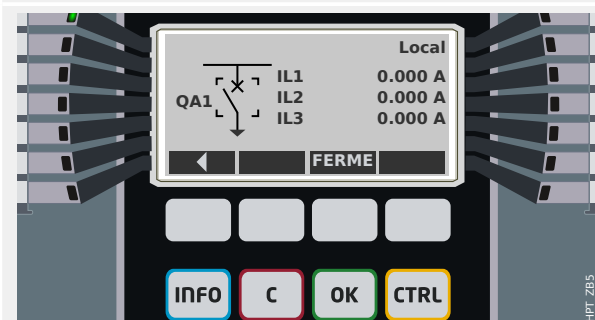 Local
IL1 0.000 A
QA1 IL2 0.000 A
IL3 0.000 A
FERME
INFO C OK CTRL
HPT_ZB5